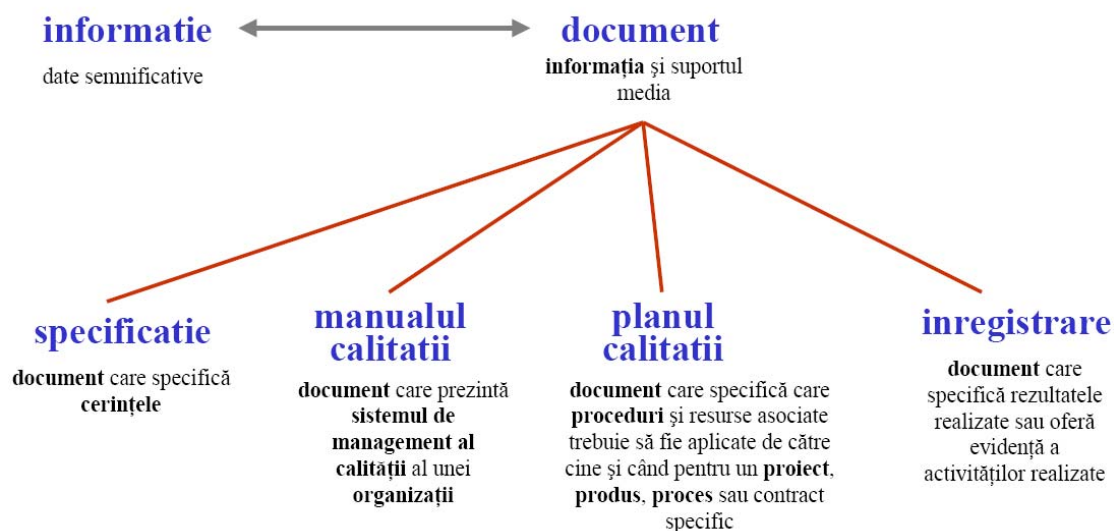 informatie
date semnificative
document
informația şi suportul
media
specificatie
document care specifică
cerințele
manualul
calitatii
document care prezintă
sistemul de
management al
calității al unei
organizații
planul
calitatii
document care specifică care
proceduri şi resurse asociate
trebuie să fie aplicate de către
cine şi când pentru un proiect,
produs, proces sau contract
specific
inregistrare
document care
specifică rezultatele
realizate sau oferă
evidență a
activităților realizate